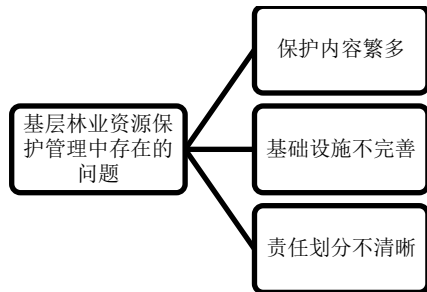 基层林业资源保
护管理中存在的
问题
保护内容繁多
基础设施不完善
责任划分不清晰